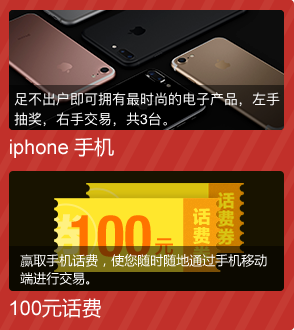 足不出户即可拥有最时尚的电子产品，左手
抽奖，右手交易，共3台。
iphone 手机
100元
话费
话费券
赢取手机话费，使您随时随地通过手机移动
端进行交易。
100元话费